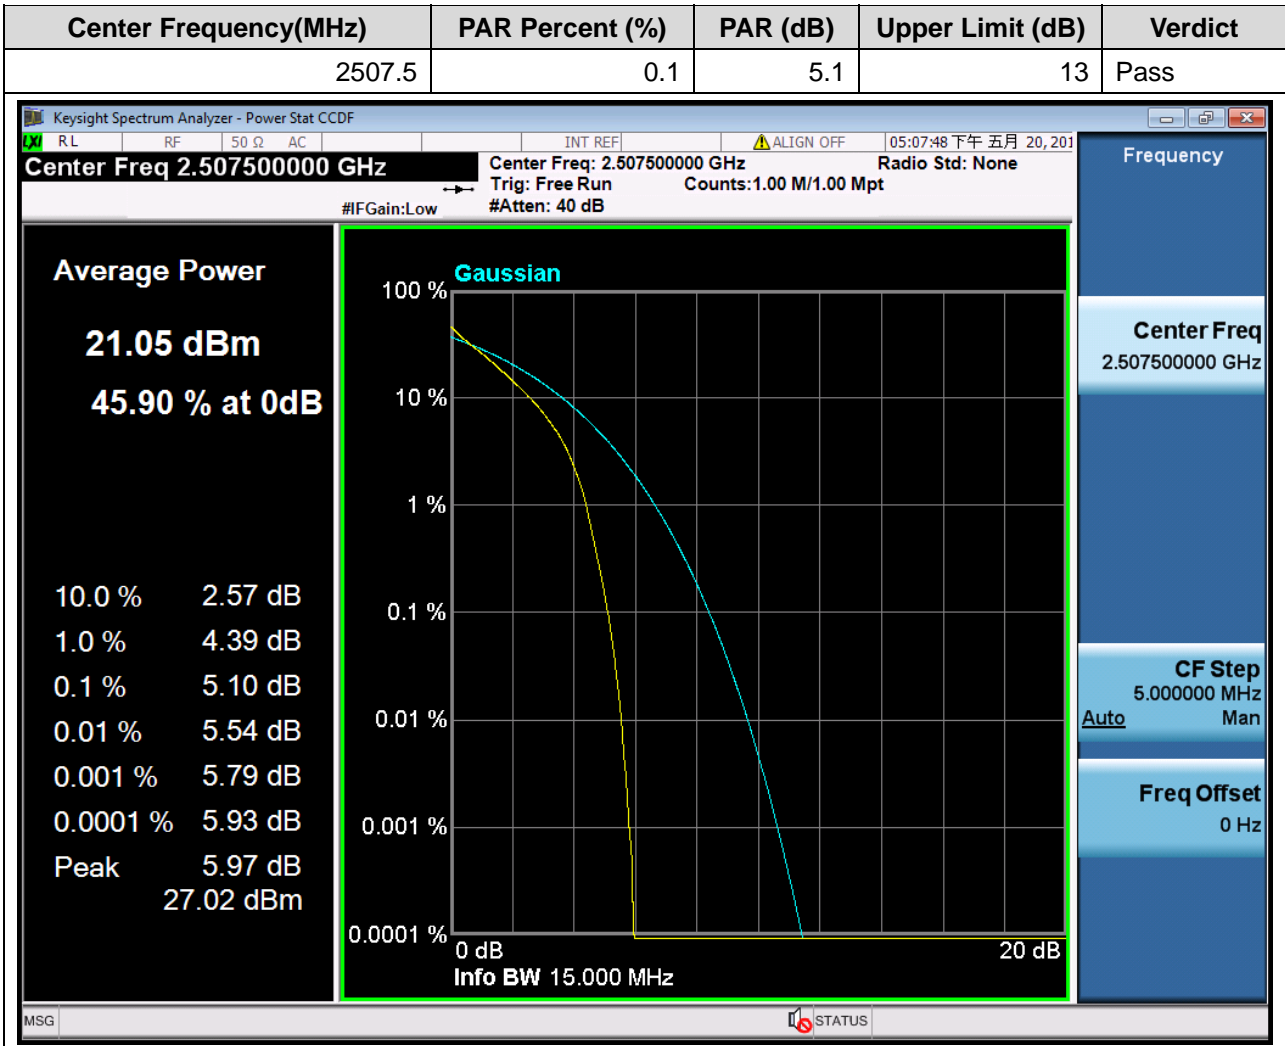 Center Frequency(MHz) PAR Percent (%) PAR (dB) Upper Limit (dB) Verdict
2507.5 0.1 5.1 13 Pass
Keysight Spectrum Analyzer - Power Stat CCDF
LXI RL RF 50 Ω AC INT REF ALIGN OFF 05:07:48 下午 五月 20, 201
Center Freq 2.507500000 GHz
Center Freq: 2.507500000 GHz Radio Std: None
Trig: Free Run Counts:1.00 M/1.00 Mpt
#IFGain:Low #Atten: 40 dB
Average Power
21.05 dBm
45.90 % at 0dB
10.0 % 2.57 dB
1.0 % 4.39 dB
0.1 % 5.10 dB
0.01 % 5.54 dB
0.001 % 5.79 dB
0.0001 % 5.93 dB
Peak 5.97 dB
27.02 dBm
Gaussian
100 %
10 %
1 %
0.1 %
0.01 %
0.001 %
0.0001 %
0 dB 20 dB
Info BW 15.000 MHz
Frequency
Center Freq
2.507500000 GHz
CF Step
5.000000 MHz
Auto Man
Freq Offset
0 Hz
MSG STATUS